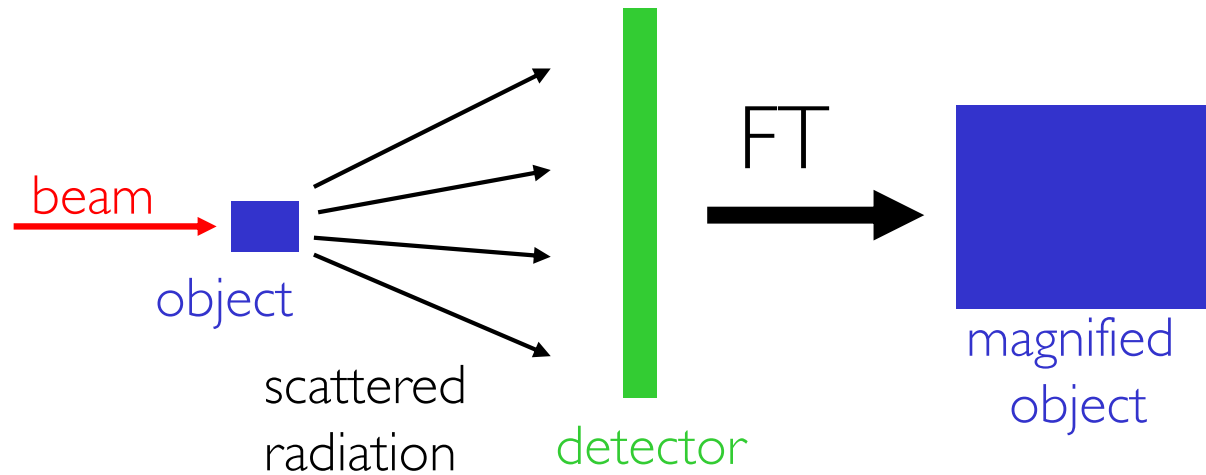 beam
object
scattered
radiation
detector
FT
magnified
object